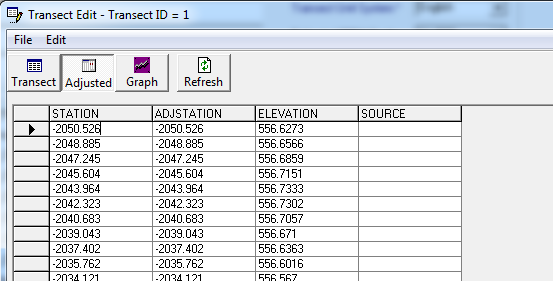 Transect Edit - Transect ID = 1
File Edit
Transect Adjusted Graph Refresh
STATION ADJSTATION ELEVATION SOURCE
-2050.526 -2050.526 556.6273
-2048.885 -2048.885 556.6566
-2047.245 -2047.245 556.6859
-2045.604 -2045.604 556.7151
-2043.964 -2043.964 556.7333
-2042.323 -2042.323 556.7302
-2040.683 -2040.683 556.7057
-2039.043 -2039.043 556.671
-2037.402 -2037.402 556.6363
-2035.762 -2035.762 556.6016
-2034.121 -2034.121 556.567